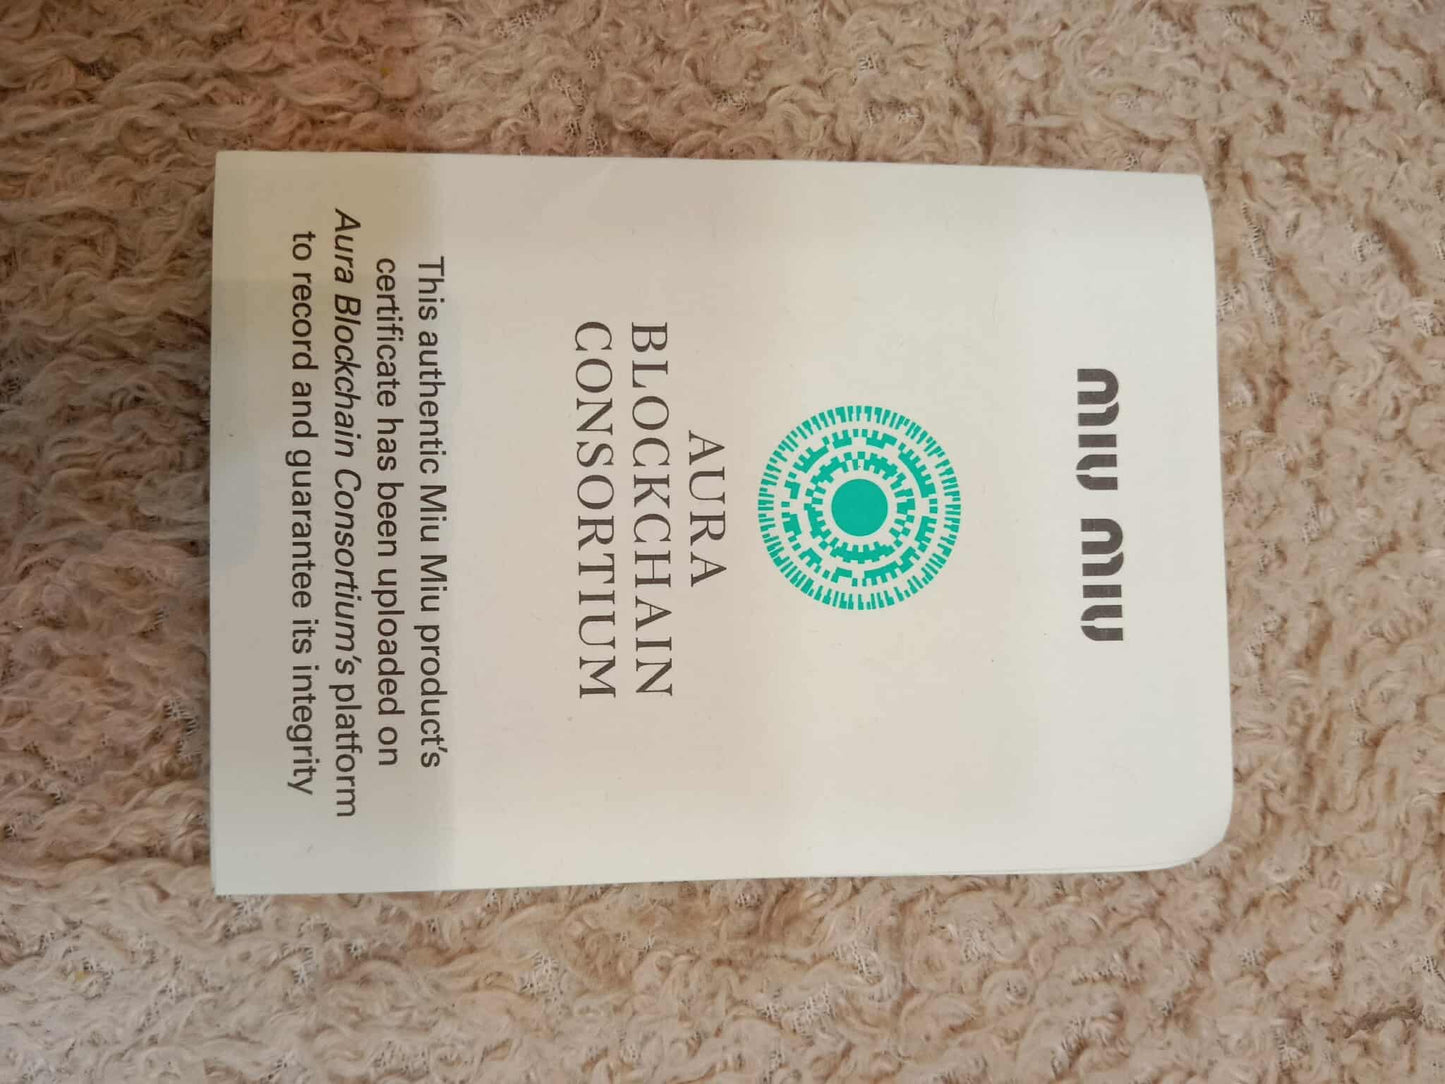 MIU MIU
AURA
BLOCKCHAIN
CONSORTIUM
This authentic Miu Miu product's
certificate has been uploaded on
Aura Blockchain Consortium's platform
to record and guarantee its integrity